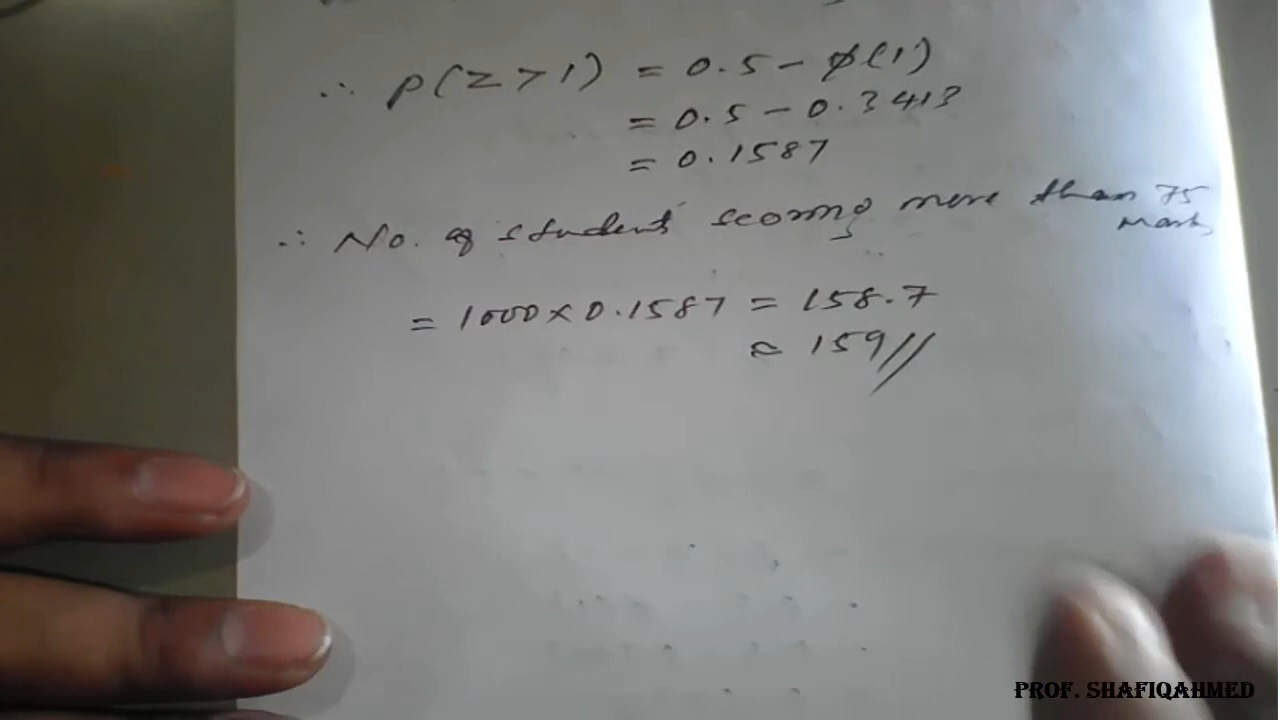 ∴ P(Z>1) = 0.5 - φ(1)
= 0.5 - 0.3413
= 0.1587
∴ No. of student scoring more than 75
marks
= 1000 × 0.1587 = 158.7
≈ 159//
PROF. SHAFIQAHMED